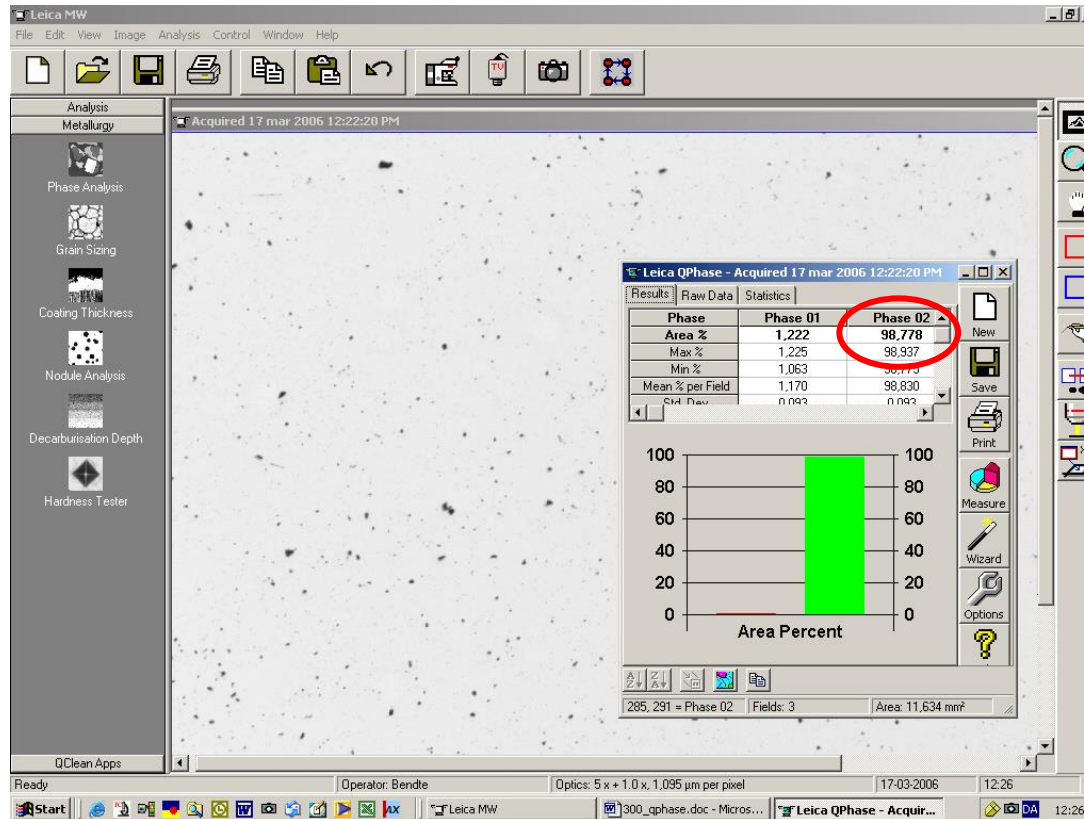 Leica MW
File Edit View Image Analysis Control Window Help
TV
Analysis
Metallurgy
Phase Analysis
Grain Sizing
Coating Thickness
Nodule Analysis
Decarburisation Depth
Hardness Tester
QClean Apps
Acquired 17 mar 2006 12:22:20 PM
Leica QPhase - Acquired 17 mar 2006 12:22:20 PM
Results Raw Data Statistics
Phase Phase 01 Phase 02
Area % 1,222 98,778
Max % 1,225 98,937
Min % 1,063 98,775
Mean % per Field 1,170 98,830
Std. Dev 0,093 0,093
New
Save
Print
Measure
Wizard
Options
100 100
80 80
60 60
40 40
20 20
0 0
Area Percent
285, 291 = Phase 02 Fields: 3 Area: 11,634 mm²
Ready Operator: Bendte Optics: 5 x + 1.0 x, 1,095 µm per pixel 17-03-2006 12:26
Start Leica MW 300_qphase.doc - Micros... Leica QPhase - Acquir... DA 12:26